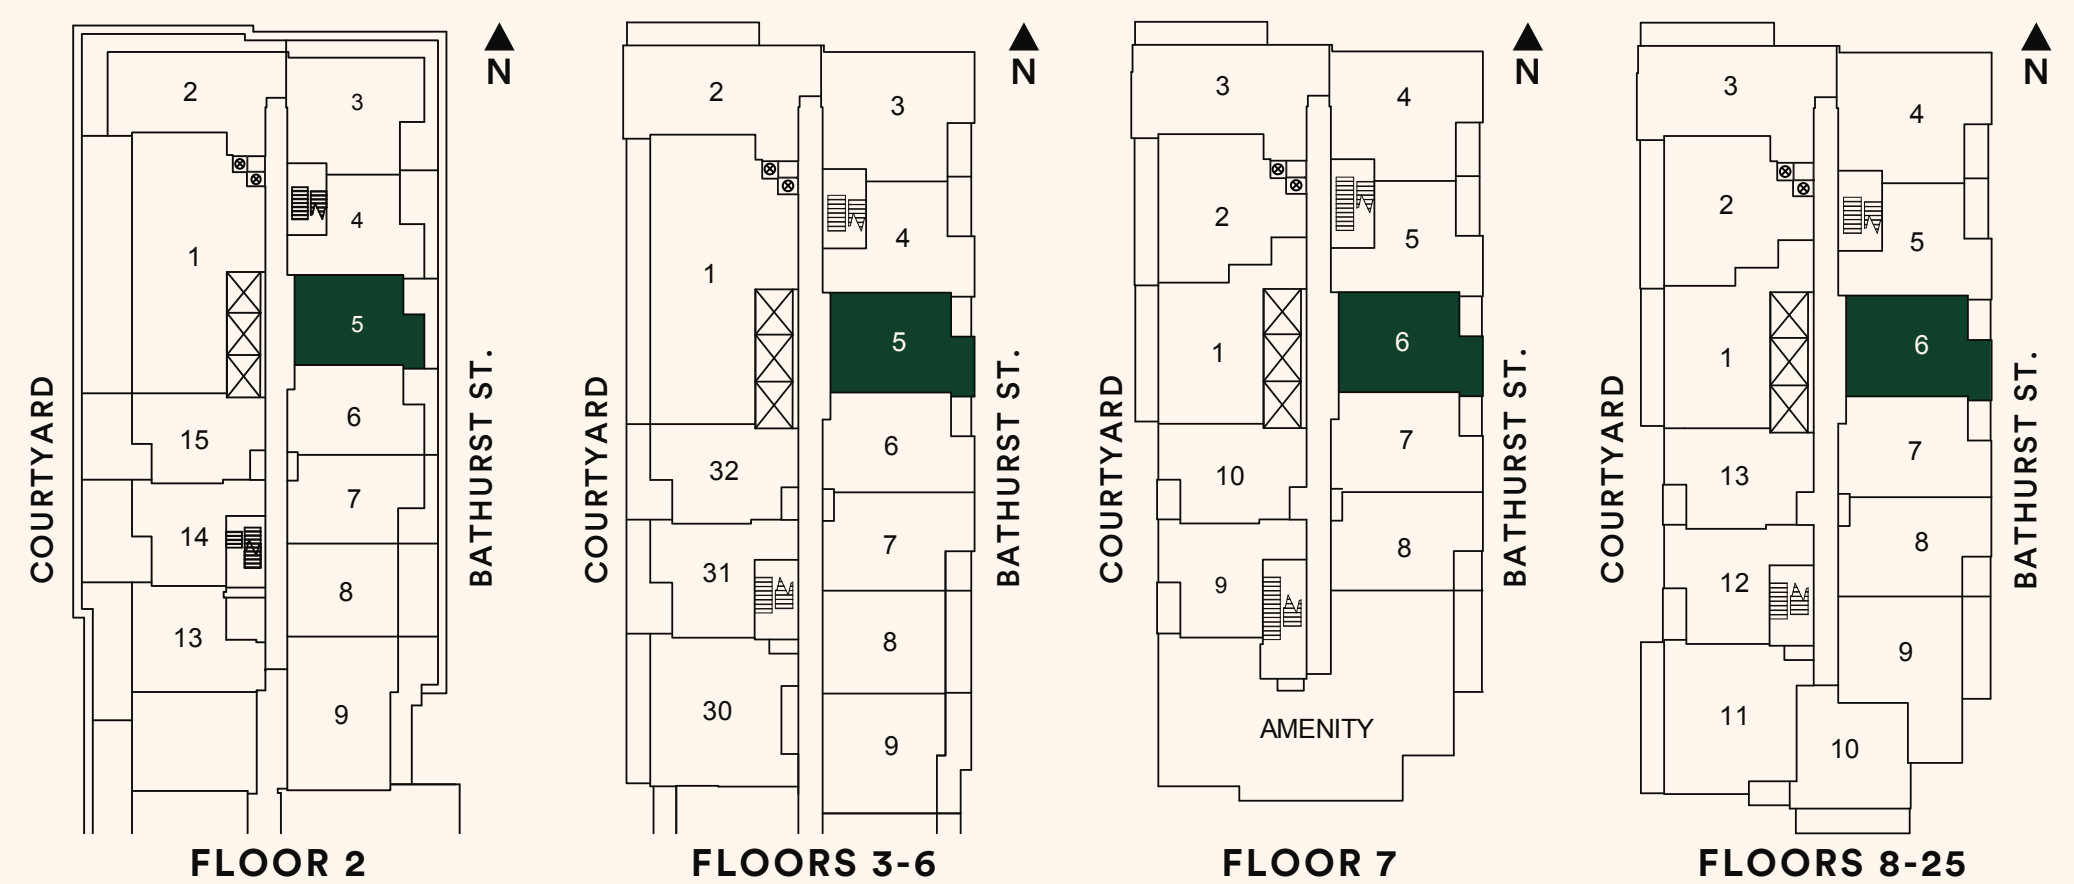 N
2
3
4
1
5
6
15
7
14
8
13
9
COURTYARD
BATHURST ST.
FLOOR 2
N
2
3
4
1
5
6
32
7
31
8
30
9
COURTYARD
BATHURST ST.
FLOORS 3-6
N
3
4
2
5
1
6
7
10
8
9
AMENITY
COURTYARD
BATHURST ST.
FLOOR 7
N
3
4
2
5
1
6
7
13
8
12
9
11
10
COURTYARD
BATHURST ST.
FLOORS 8-25